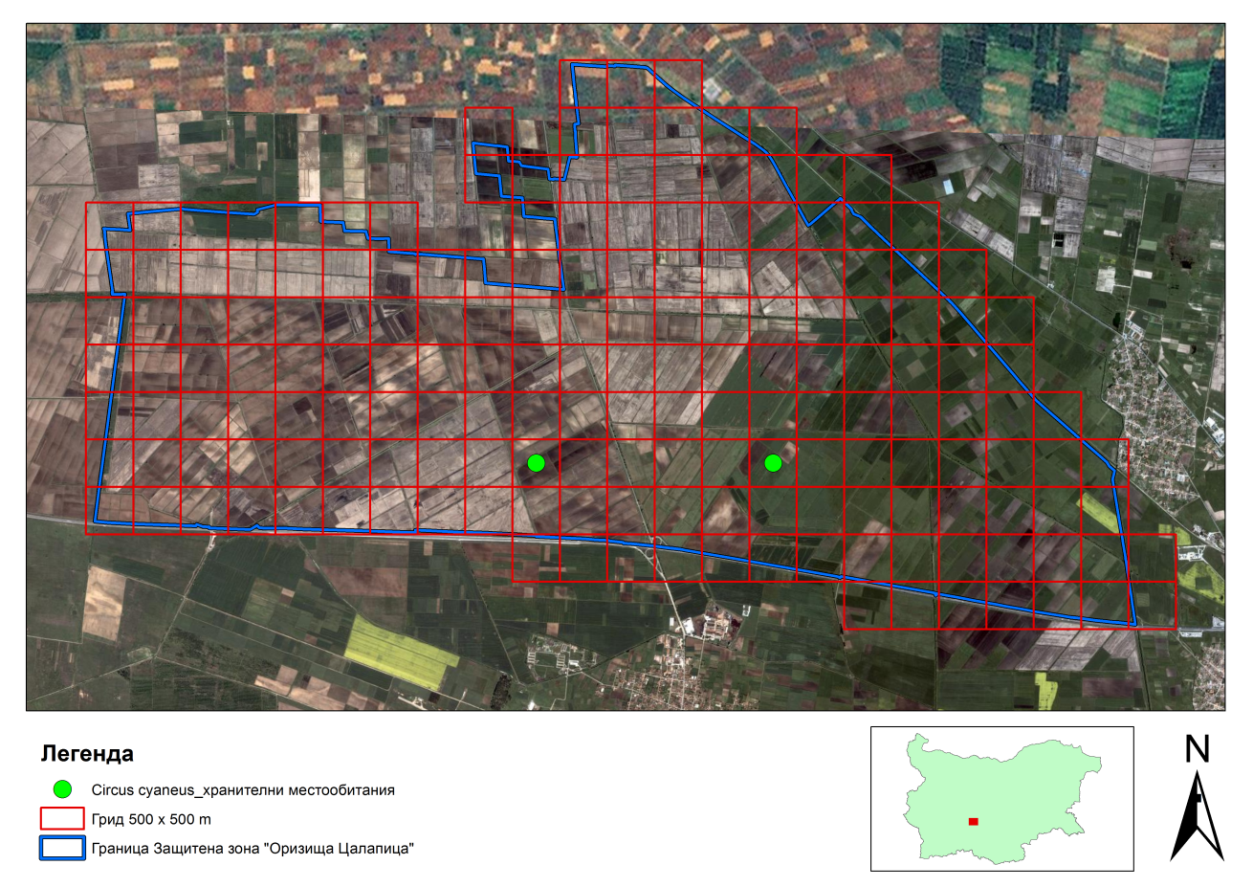 Легенда
Circus cyaneus_хранителни местообитания
Грид 500 x 500 m
Граница Защитена зона "Оризища Цалапица"
N